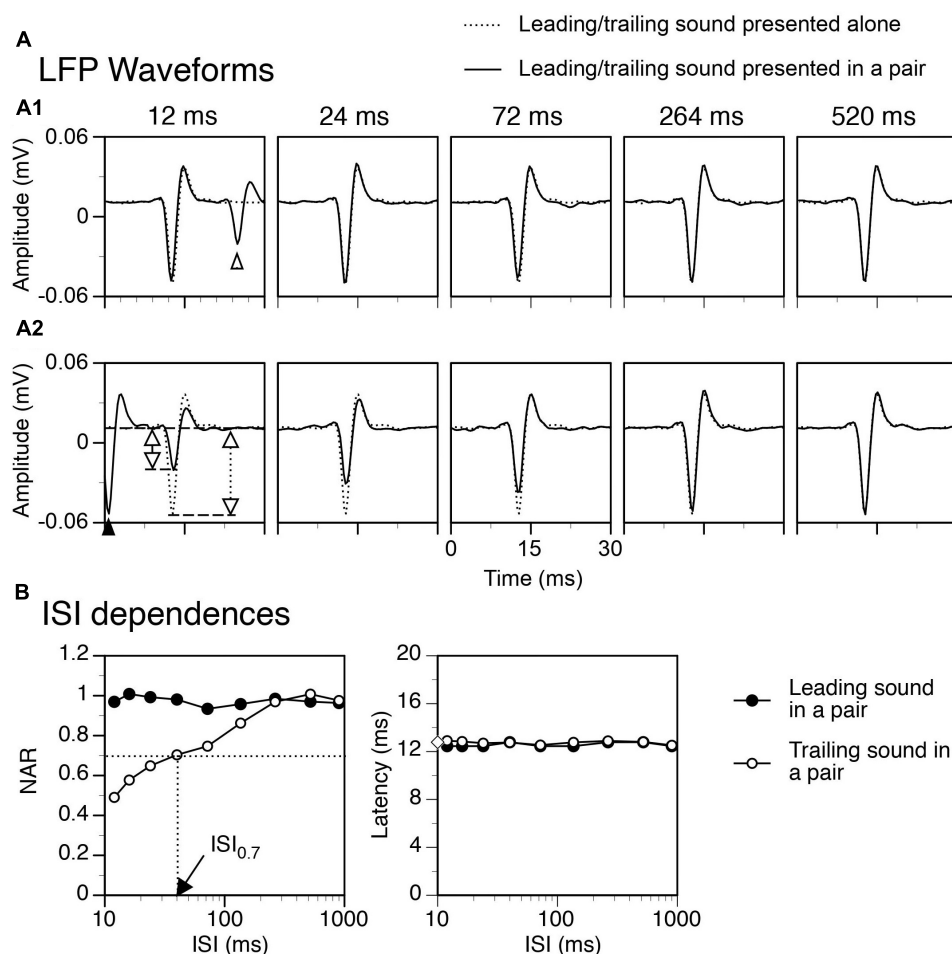 A
LFP Waveforms
Leading/trailing sound presented alone
Leading/trailing sound presented in a pair
A1
12 ms
24 ms
72 ms
264 ms
520 ms
Amplitude (mV)
0.06
0
-0.06
A2
Amplitude (mV)
0.06
0
-0.06
0
15
30
Time (ms)
B
ISI dependences
NAR
1.2
1
0.8
0.6
0.4
0.2
0
ISI0.7
10
100
1000
ISI (ms)
Latency (ms)
20
16
12
8
4
0
10
100
1000
ISI (ms)
Leading sound
in a pair
Trailing sound in
a pair